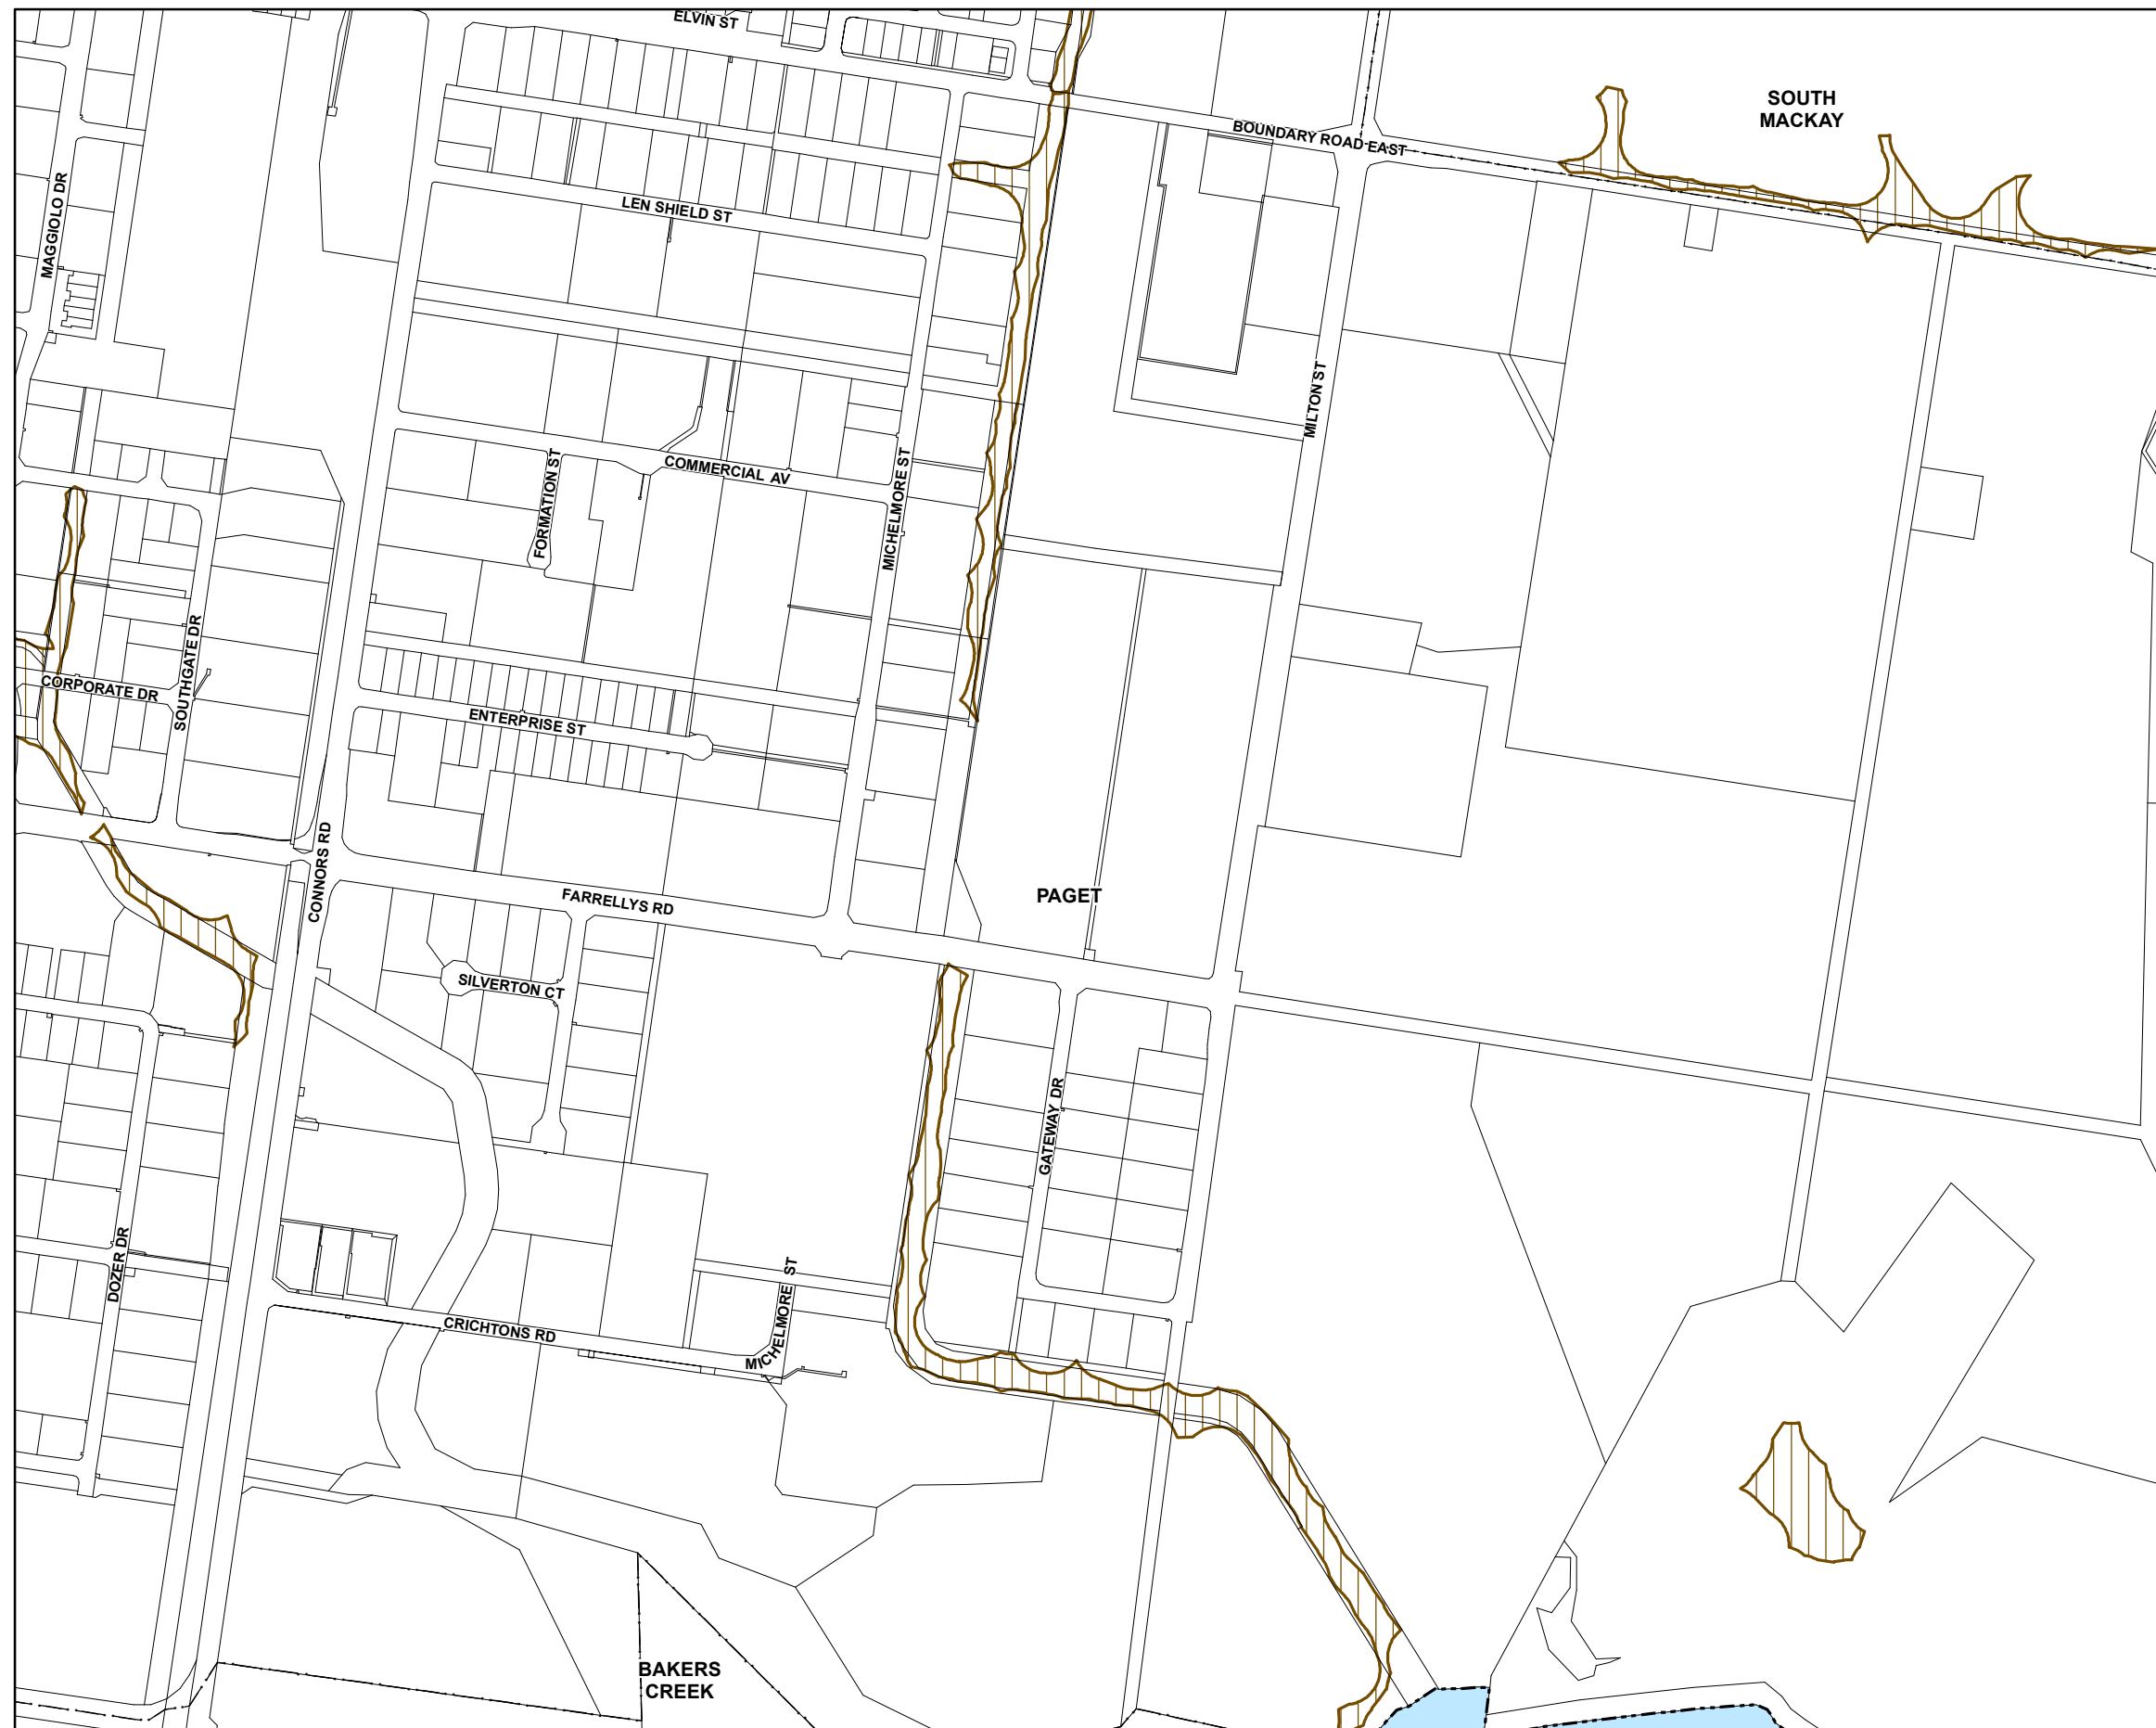 ELVIN ST
SOUTH
MACKAY
BOUNDARY ROAD EAST
MAGGIOLO DR
LEN SHIELD ST
MILTON ST
COMMERCIAL AV
FORMATION ST
MICHELMORE ST
CORPORATE DR
SOUTHGATE DR
ENTERPRISE ST
CONNORS RD
FARRELLYS RD
PAGET
SILVERTON CT
GATEWAY DR
DOZER DR
CRICHTONS RD
MICHELMORE ST
BAKERS
CREEK